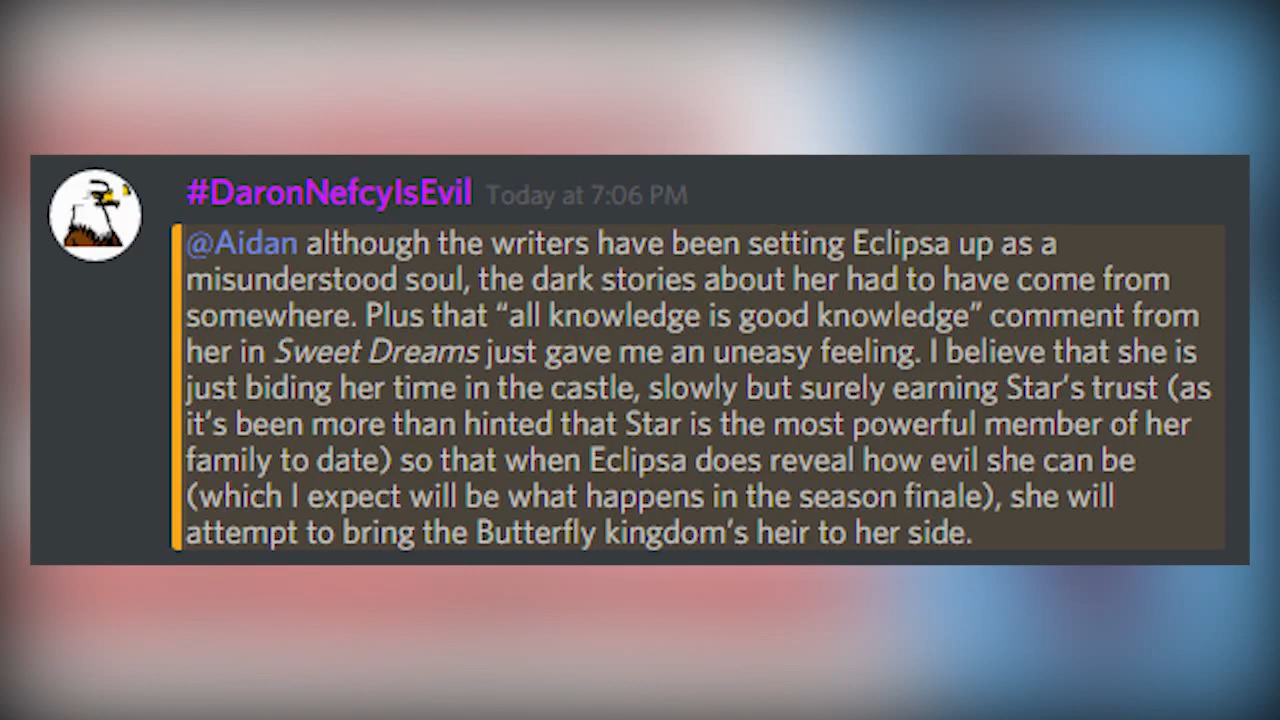 #DaronNefcyIsEvil Today at 7:06 PM
@Aidan although the writers have been setting Eclipsa up as a
misunderstood soul, the dark stories about her had to have come from
somewhere. Plus that “all knowledge is good knowledge” comment from
her in Sweet Dreams just gave me an uneasy feeling. I believe that she is
just biding her time in the castle, slowly but surely earning Star’s trust (as
it’s been more than hinted that Star is the most powerful member of her
family to date) so that when Eclipsa does reveal how evil she can be
(which I expect will be what happens in the season finale), she will
attempt to bring the Butterfly kingdom’s heir to her side.